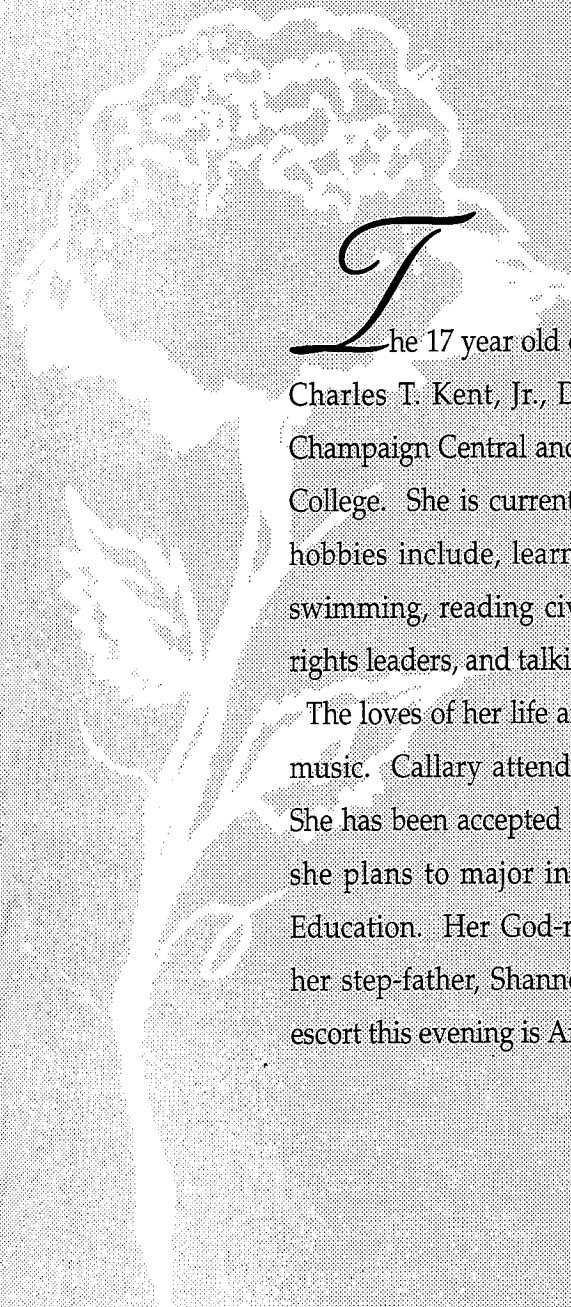 The 17 year old
Charles T. Kent, Jr.,
Champaign Central and
College. She is current
hobbies include, learn
swimming, reading civ
rights leaders, and talki
The loves of her life a
music. Callary attend
She has been accepted
she plans to major in
Education. Her God-
her step-father, Shann
escort this evening is A